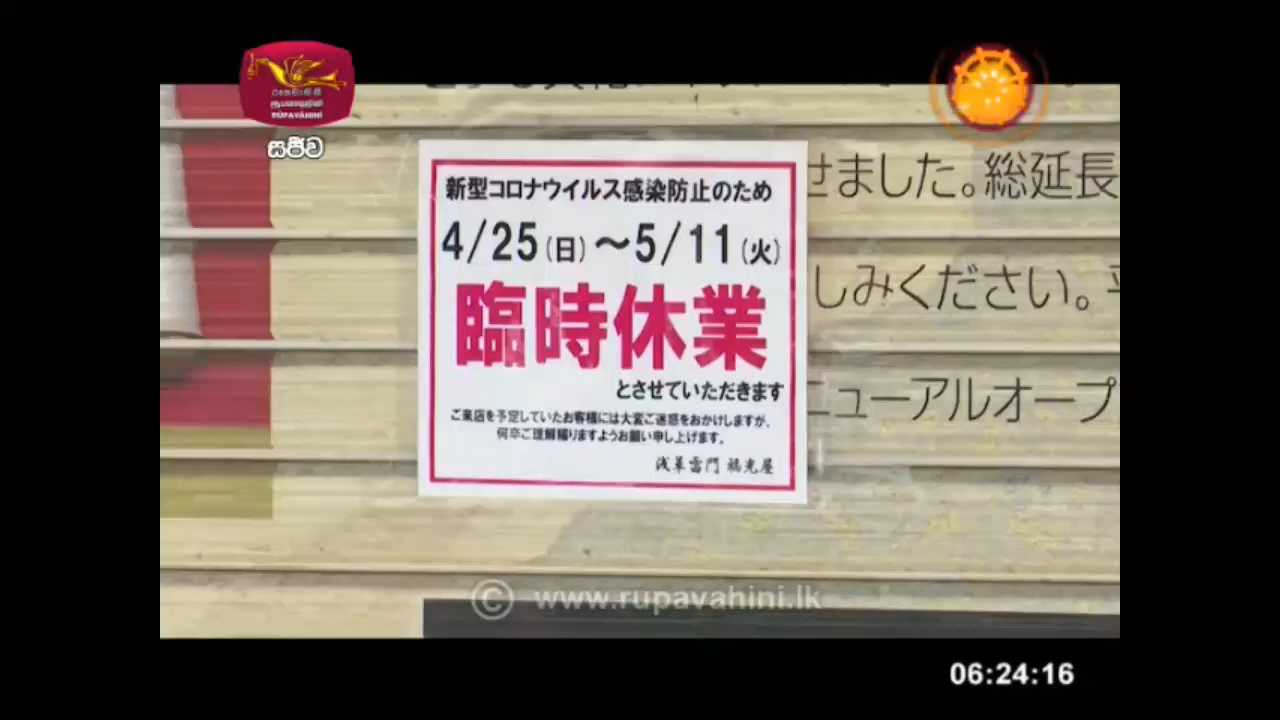 රූපවාහිනී
ரூபவாஹினி
RUPAVAHINI
සජීව
新型コロナウイルス感染防止のため
4/25(日)～5/11(火)
臨時休業
とさせていただきます
ご来店を予定していたお客様には大変ご迷惑をおかけしますが、
何卒ご理解賜りますようお願い申し上げます。
浅草雷門 福光屋
せました。総延長
しみください。
ニューアルオープ
© www.rupavahini.lk
06:24:16